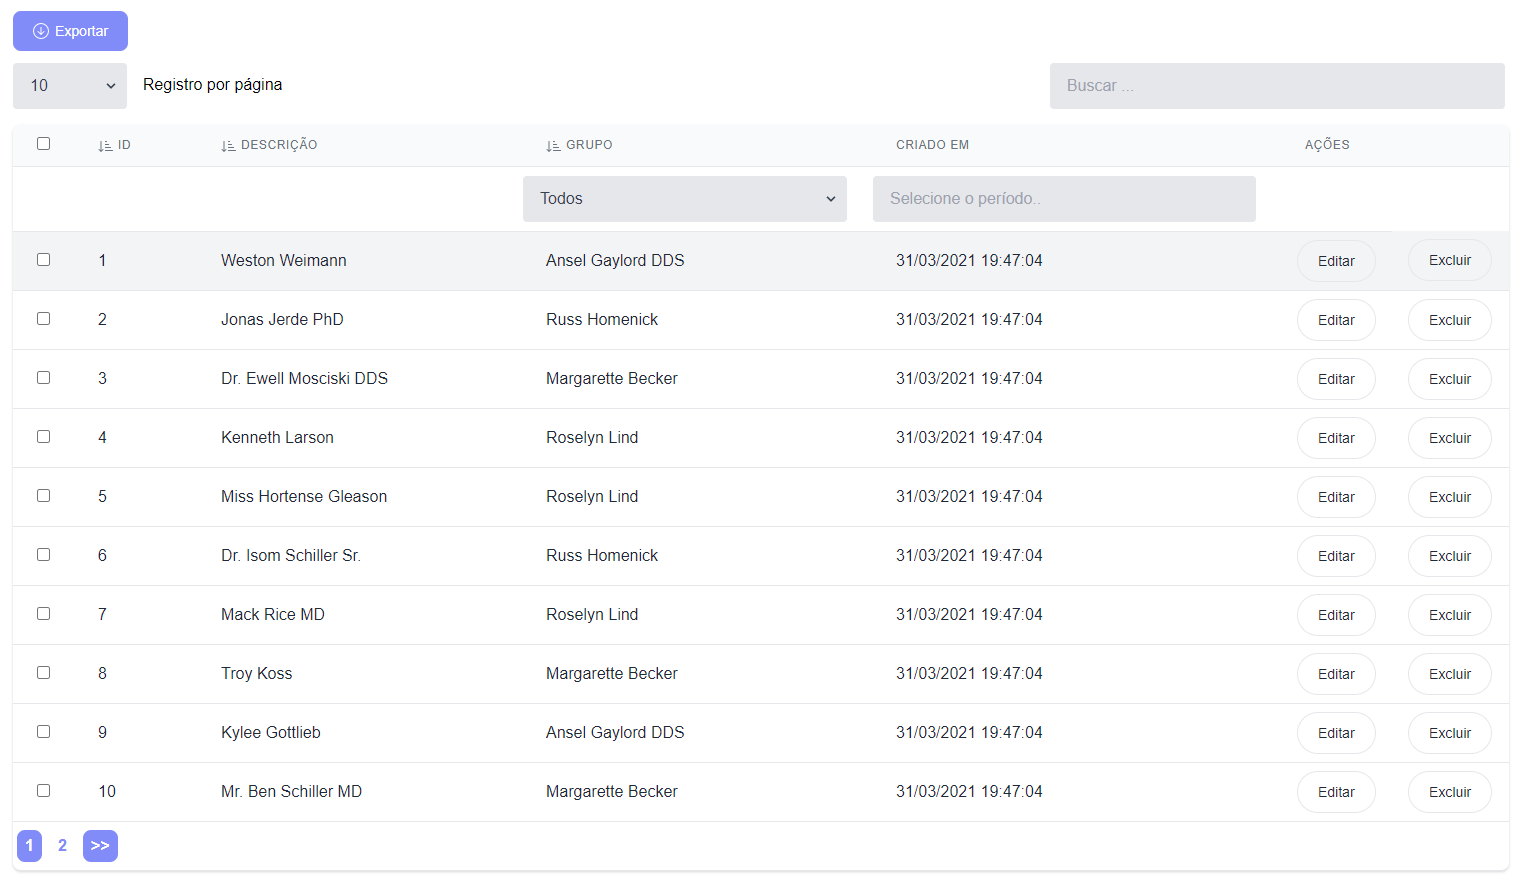 Exportar
10 Registro por página Buscar ...
ID DESCRIÇÃO GRUPO CRIADO EM AÇÕES
Todos Selecione o período..
1 Weston Weimann Ansel Gaylord DDS 31/03/2021 19:47:04 Editar Excluir
2 Jonas Jerde PhD Russ Homenick 31/03/2021 19:47:04 Editar Excluir
3 Dr. Ewell Mosciski DDS Margarette Becker 31/03/2021 19:47:04 Editar Excluir
4 Kenneth Larson Roselyn Lind 31/03/2021 19:47:04 Editar Excluir
5 Miss Hortense Gleason Roselyn Lind 31/03/2021 19:47:04 Editar Excluir
6 Dr. Isom Schiller Sr. Russ Homenick 31/03/2021 19:47:04 Editar Excluir
7 Mack Rice MD Roselyn Lind 31/03/2021 19:47:04 Editar Excluir
8 Troy Koss Margarette Becker 31/03/2021 19:47:04 Editar Excluir
9 Kylee Gottlieb Ansel Gaylord DDS 31/03/2021 19:47:04 Editar Excluir
10 Mr. Ben Schiller MD Margarette Becker 31/03/2021 19:47:04 Editar Excluir
1 2 >>